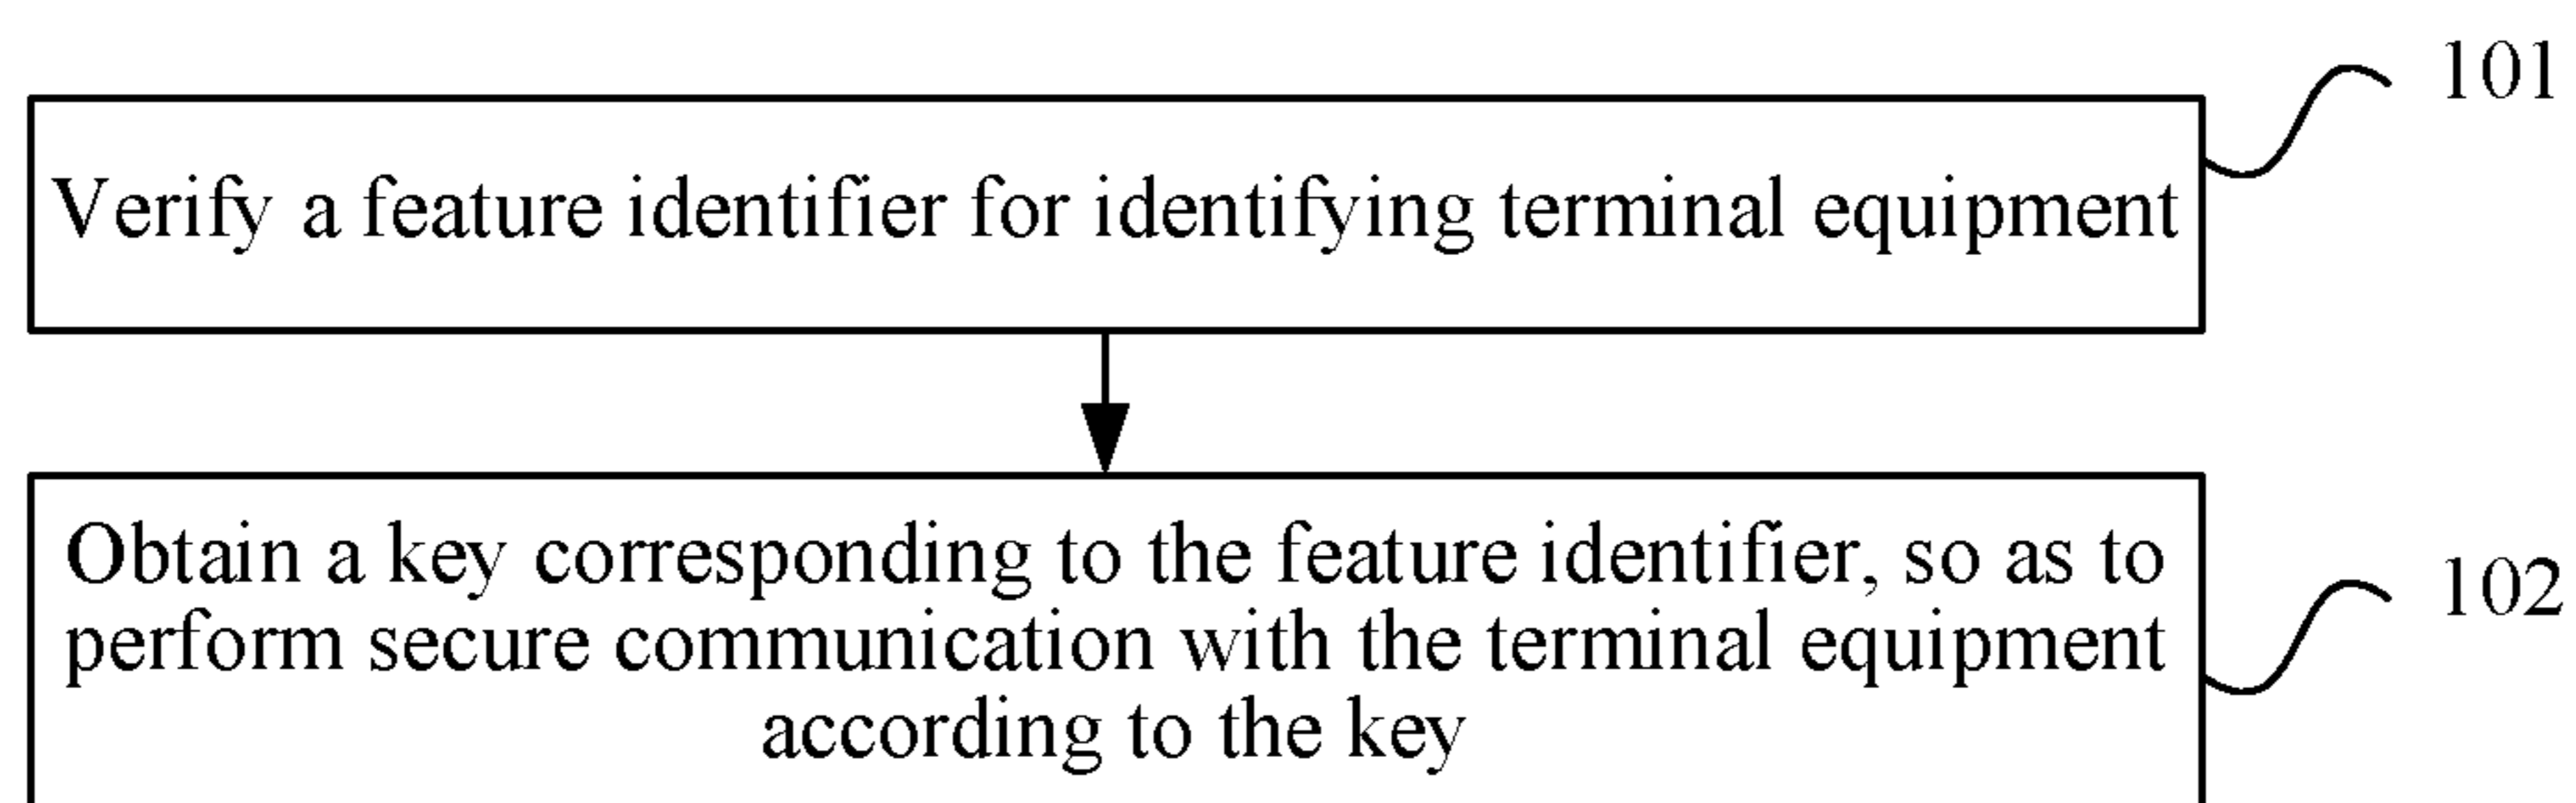 101
Verify a feature identifier for identifying terminal equipment
Obtain a key corresponding to the feature identifier, so as to
perform secure communication with the terminal equipment
according to the key
102